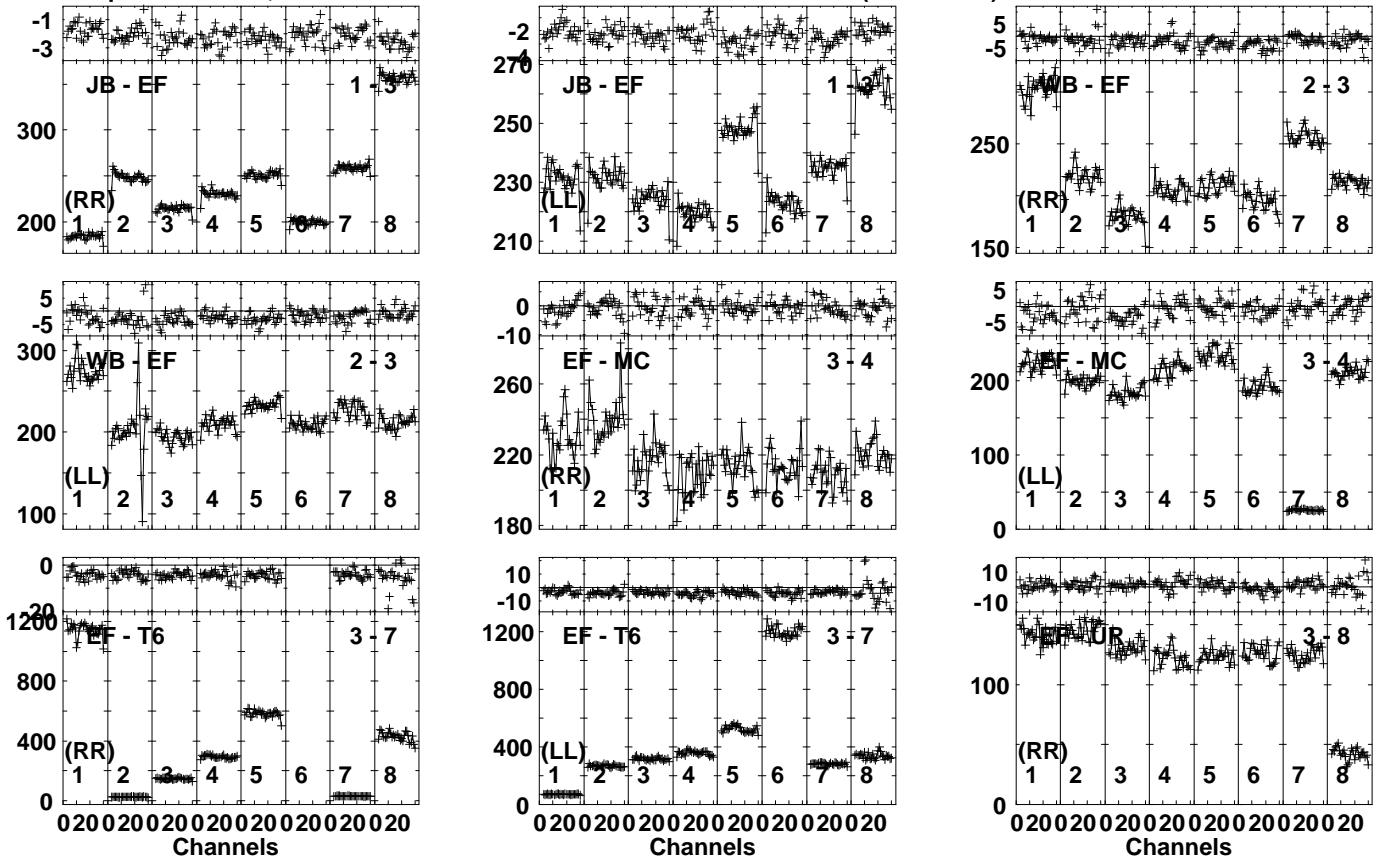 -1
-3
JB - EF 1 - 3
300
(RR)
200
1 2 3 4 5 6 7 8
-2
-4
270
JB - EF 1 - 3
250
230
(LL)
210
1 2 3 4 5 6 7 8
5
-5
WB - EF 2 - 3
250
(RR)
150
1 2 3 4 5 6 7 8
5
-5
300
WB - EF 2 - 3
200
(LL)
100
1 2 3 4 5 6 7 8
0
-10
EF - MC 3 - 4
260
220
(RR)
180
1 2 3 4 5 6 7 8
5
-5
EF - MC 3 - 4
200
100
(LL)
0
1 2 3 4 5 6 7 8
0
-20
1200
EF - T6 3 - 7
800
400
(RR)
0
1 2 3 4 5 6 7 8
0 20 0 20 0 20 0 20 0 20 0 20 0 20 0 20
Channels
10
-10
1200
EF - T6 3 - 7
800
400
(LL)
0
1 2 3 4 5 6 7 8
0 20 0 20 0 20 0 20 0 20 0 20 0 20 0 20
Channels
10
-10
EF - UR 3 - 8
100
(RR)
0
1 2 3 4 5 6 7 8
0 20 0 20 0 20 0 20 0 20 0 20 0 20 0 20
Channels